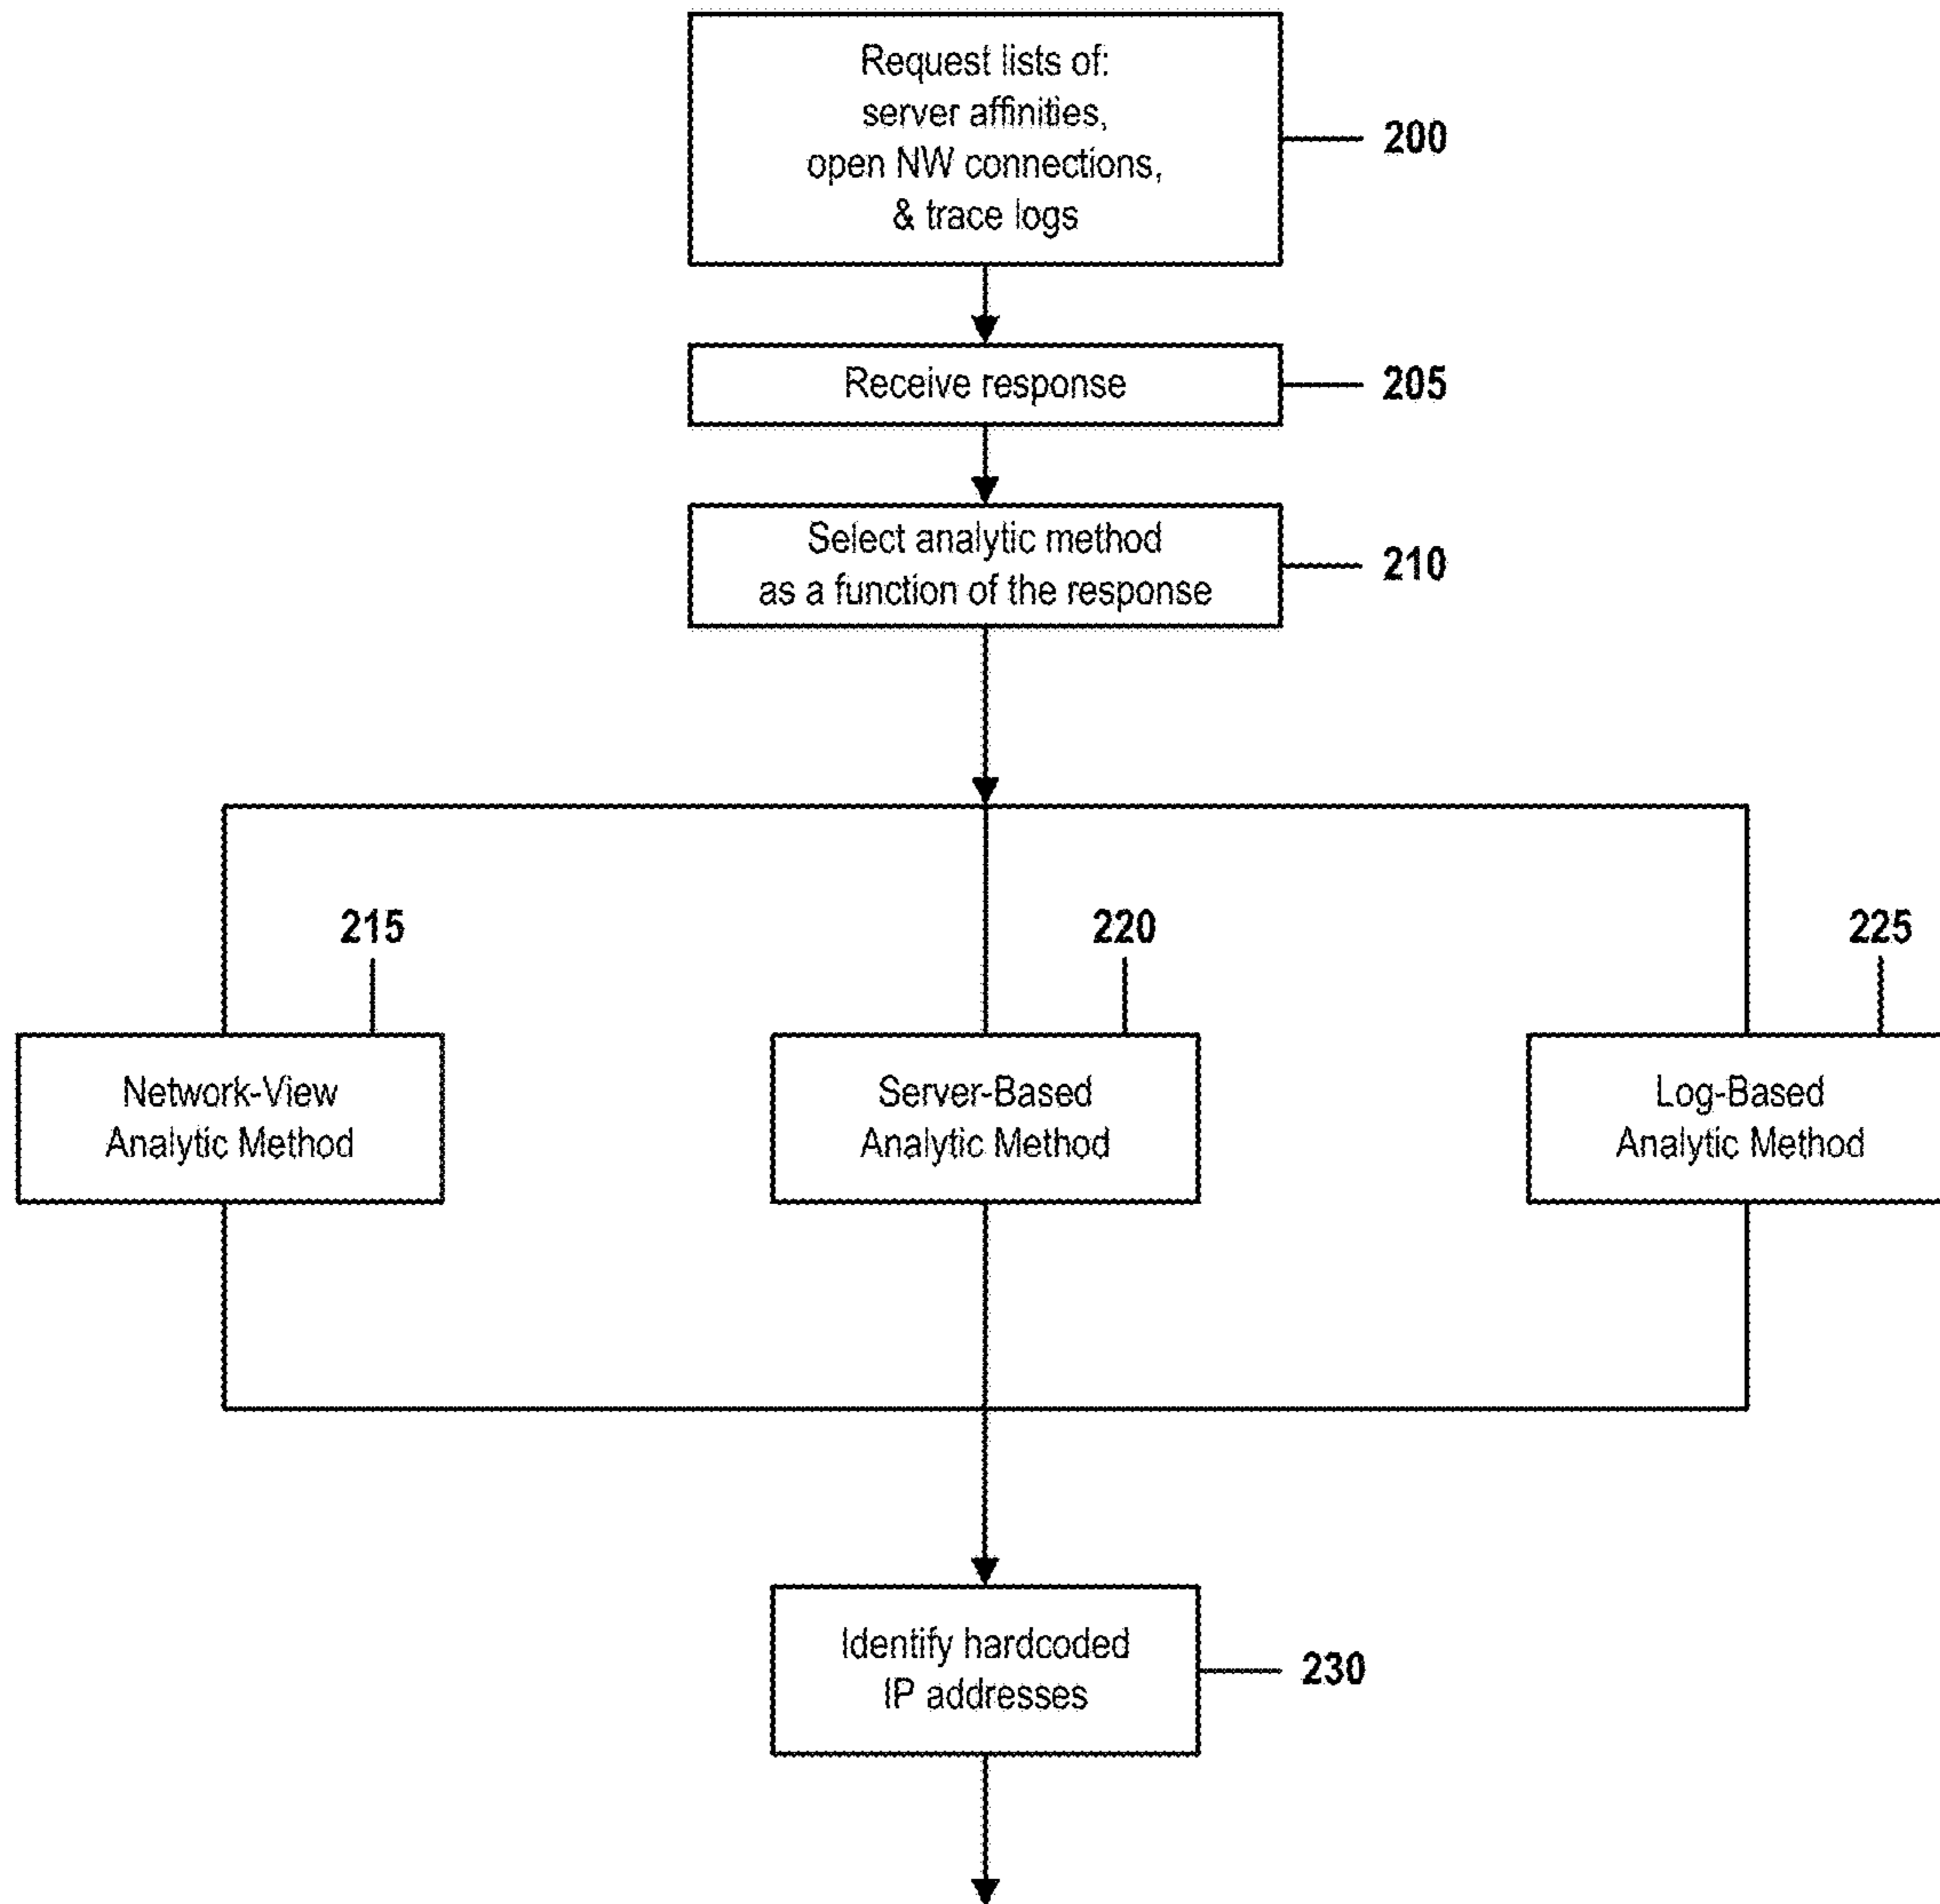 Request lists of:
server affinities,
open NW connections,
& trace logs
200
Receive response
205
Select analytic method
as a function of the response
210
215
220
225
Network-View
Analytic Method
Server-Based
Analytic Method
Log-Based
Analytic Method
Identify hardcoded
IP addresses
230